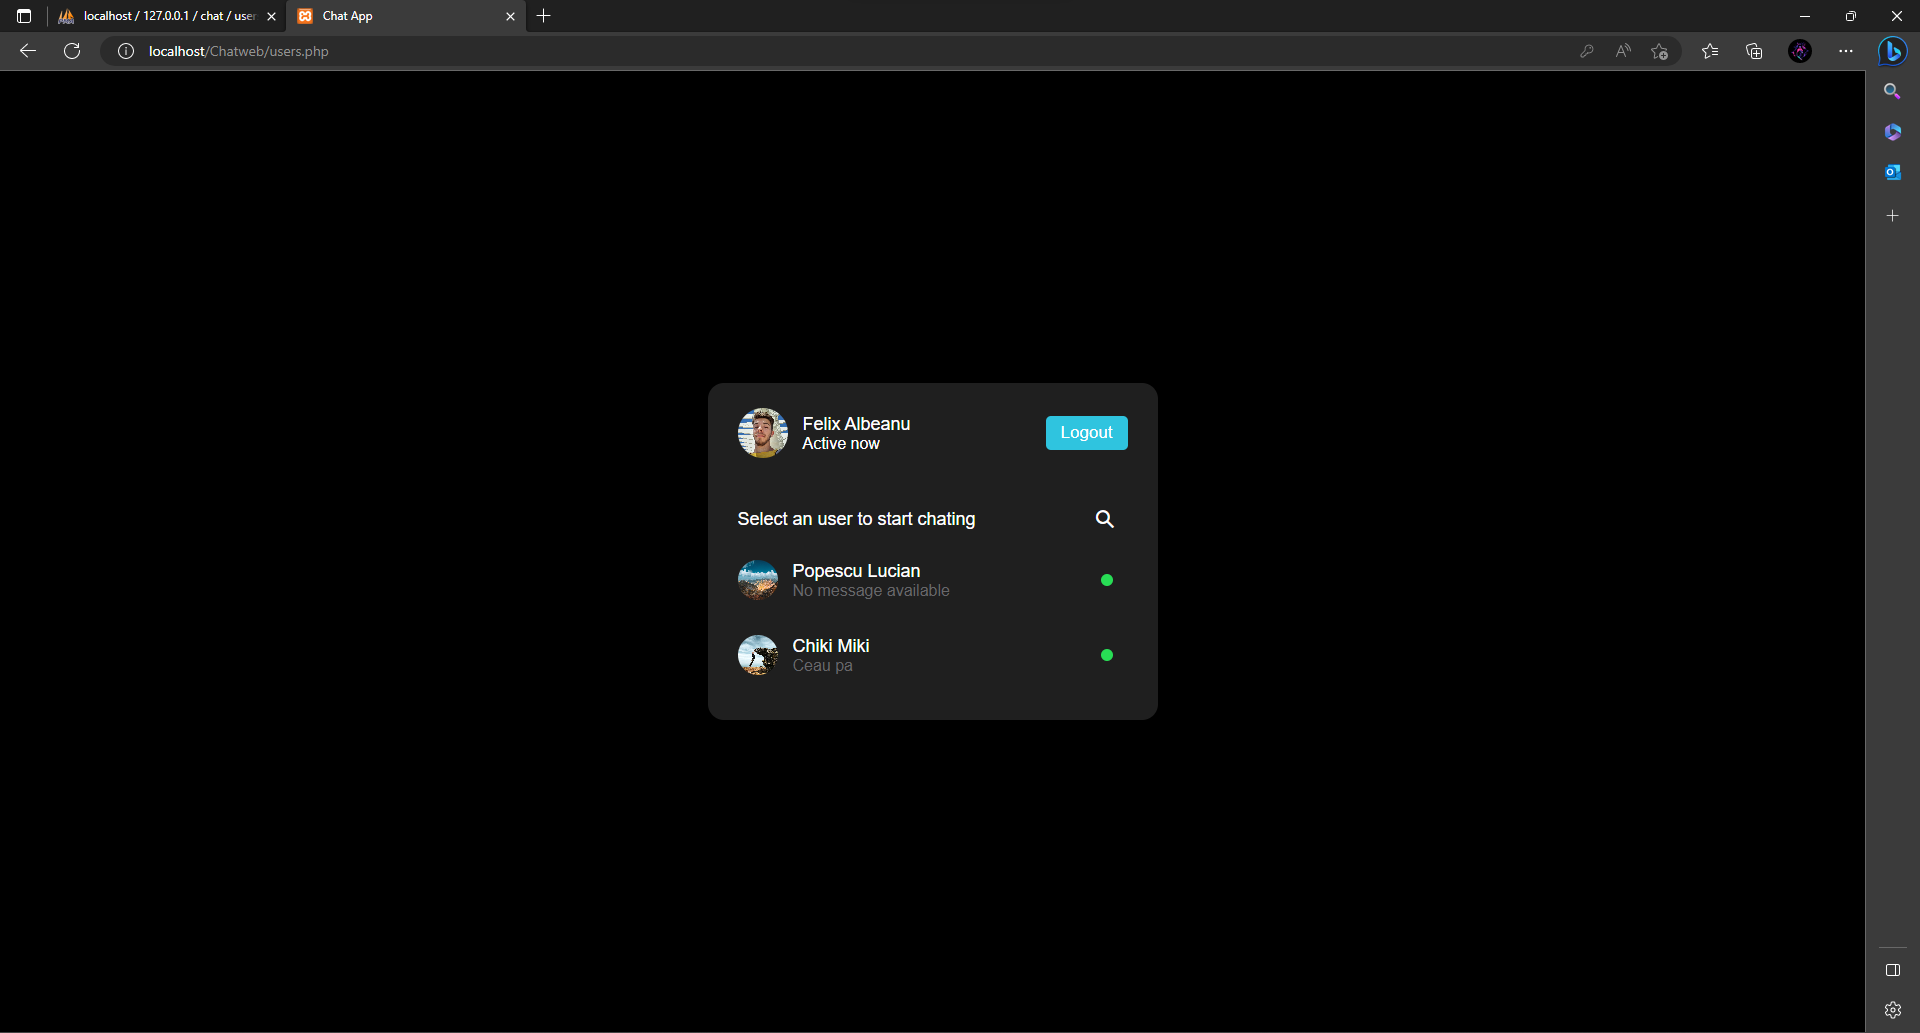 localhost / 127.0.0.1 / chat / user
Chat App
localhost/Chatweb/users.php
Felix Albeanu
Active now
Logout
Select an user to start chating
Popescu Lucian
No message available
Chiki Miki
Ceau pa